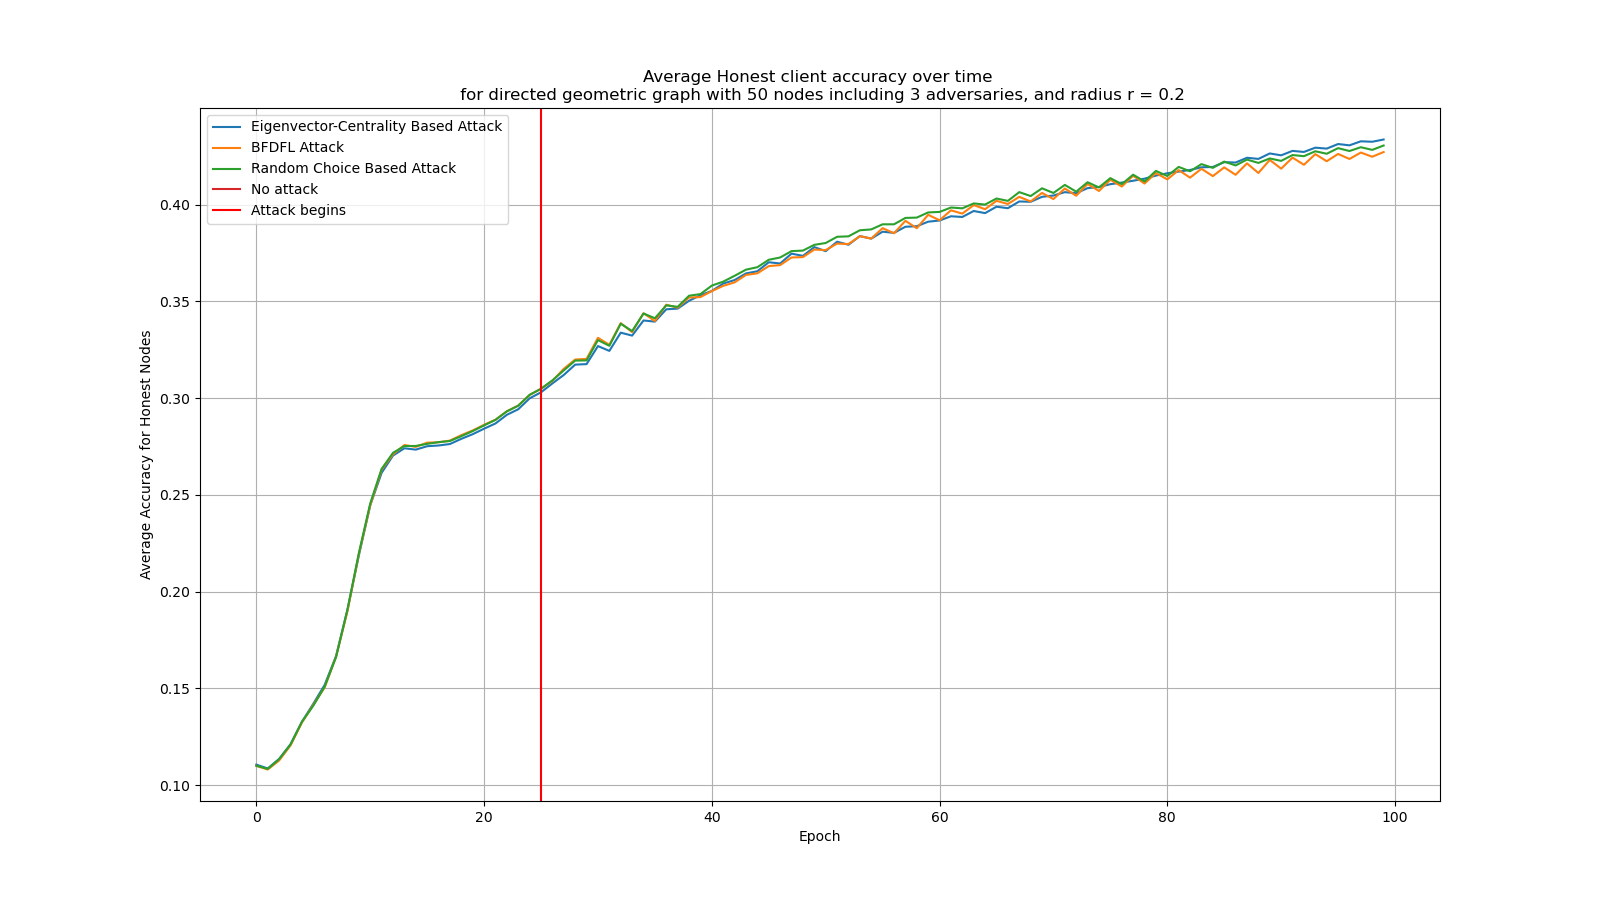 Average Honest client accuracy over time
for directed geometric graph with 50 nodes including 3 adversaries, and radius r = 0.2
Eigenvector-Centrality Based Attack
BFDFL Attack
Random Choice Based Attack
No attack
Attack begins
Average Accuracy for Honest Nodes
0.40
0.35
0.30
0.25
0.20
0.15
0.10
0 20 40 60 80 100
Epoch